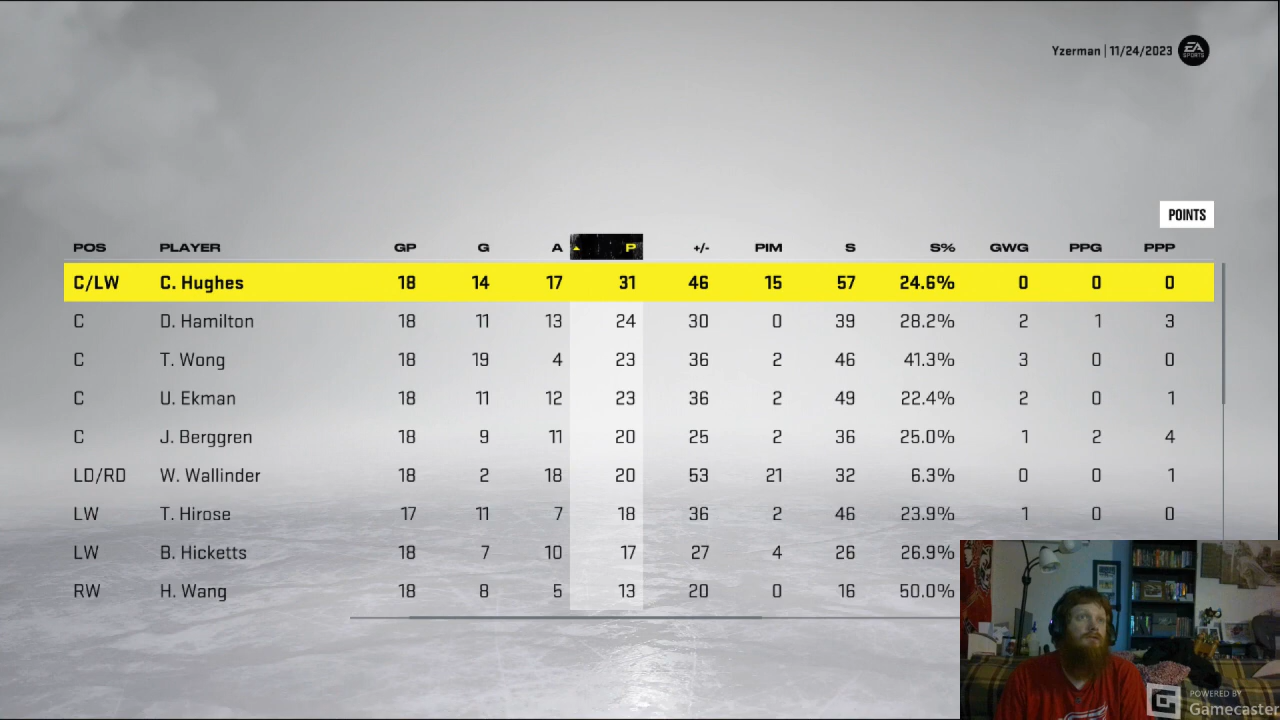 Yzerman | 11/24/2023 EA SPORTS
POINTS
POS PLAYER GP G A P +/- PIM S S% GWG PPG PPP
C/LW C. Hughes 18 14 17 31 46 15 57 24.6% 0 0 0
C D. Hamilton 18 11 13 24 30 0 39 28.2% 2 1 3
C T. Wong 18 19 4 23 36 2 46 41.3% 3 0 0
C U. Ekman 18 11 12 23 36 2 49 22.4% 2 0 1
C J. Berggren 18 9 11 20 25 2 36 25.0% 1 2 4
LD/RD W. Wallinder 18 2 18 20 53 21 32 6.3% 0 0 1
LW T. Hirose 17 11 7 18 36 2 46 23.9% 1 0 0
LW B. Hicketts 18 7 10 17 27 4 26 26.9%
RW H. Wang 18 8 5 13 20 0 16 50.0%
POWERED BY
Gamecaster